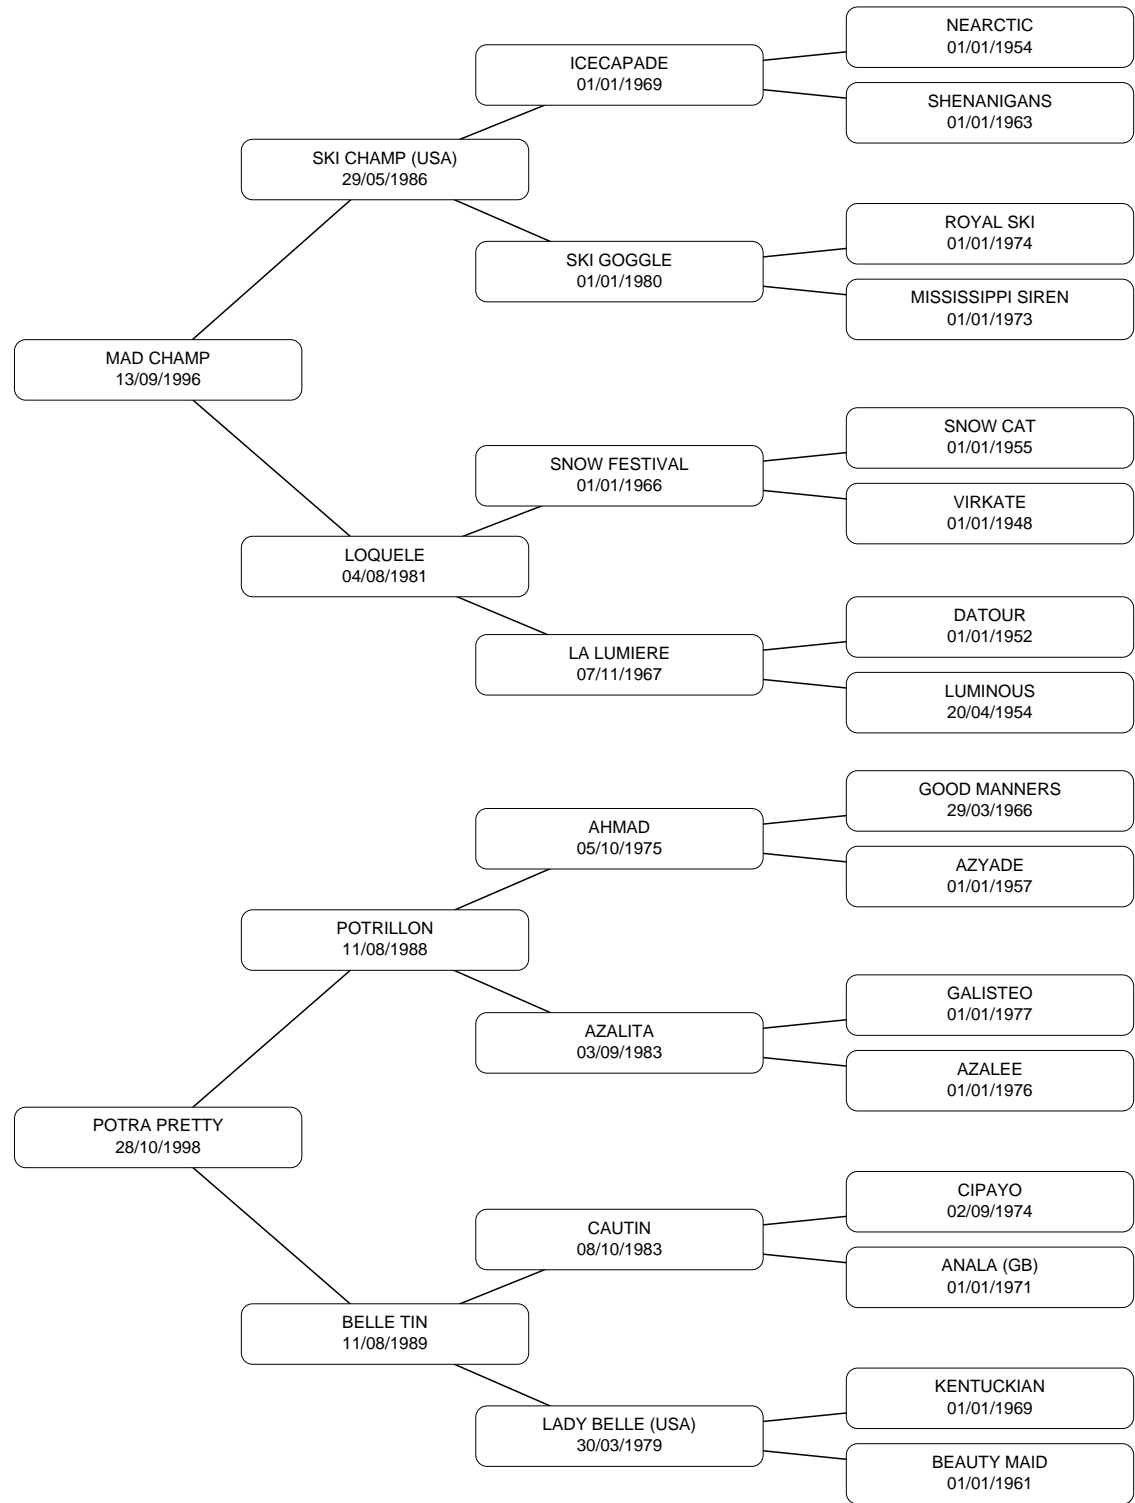 NEARCTIC
01/01/1954
ICECAPADE
01/01/1969
SHENANIGANS
01/01/1963
SKI CHAMP (USA)
29/05/1986
ROYAL SKI
01/01/1974
SKI GOGGLE
01/01/1980
MISSISSIPPI SIREN
01/01/1973
MAD CHAMP
13/09/1996
SNOW CAT
01/01/1955
SNOW FESTIVAL
01/01/1966
VIRKATE
01/01/1948
LOQUELE
04/08/1981
DATOUR
01/01/1952
LA LUMIERE
07/11/1967
LUMINOUS
20/04/1954
GOOD MANNERS
29/03/1966
AHMAD
05/10/1975
AZYADE
01/01/1957
POTRILLON
11/08/1988
GALISTEO
01/01/1977
AZALITA
03/09/1983
AZALEE
01/01/1976
POTRA PRETTY
28/10/1998
CIPAYO
02/09/1974
CAUTIN
08/10/1983
ANALA (GB)
01/01/1971
BELLE TIN
11/08/1989
KENTUCKIAN
01/01/1969
LADY BELLE (USA)
30/03/1979
BEAUTY MAID
01/01/1961